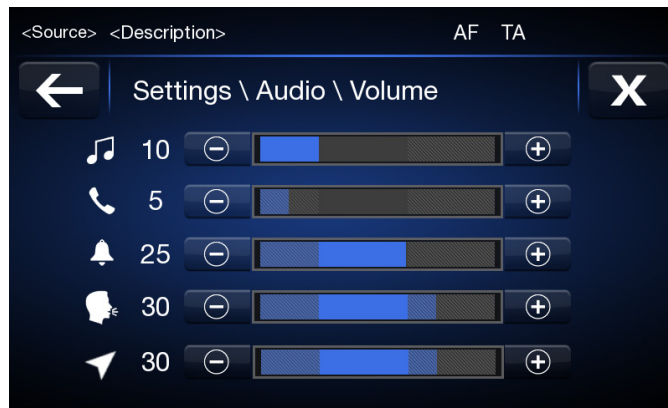 <Source> <Description> AF TA
Settings \ Audio \ Volume X
10
5
25
30
30